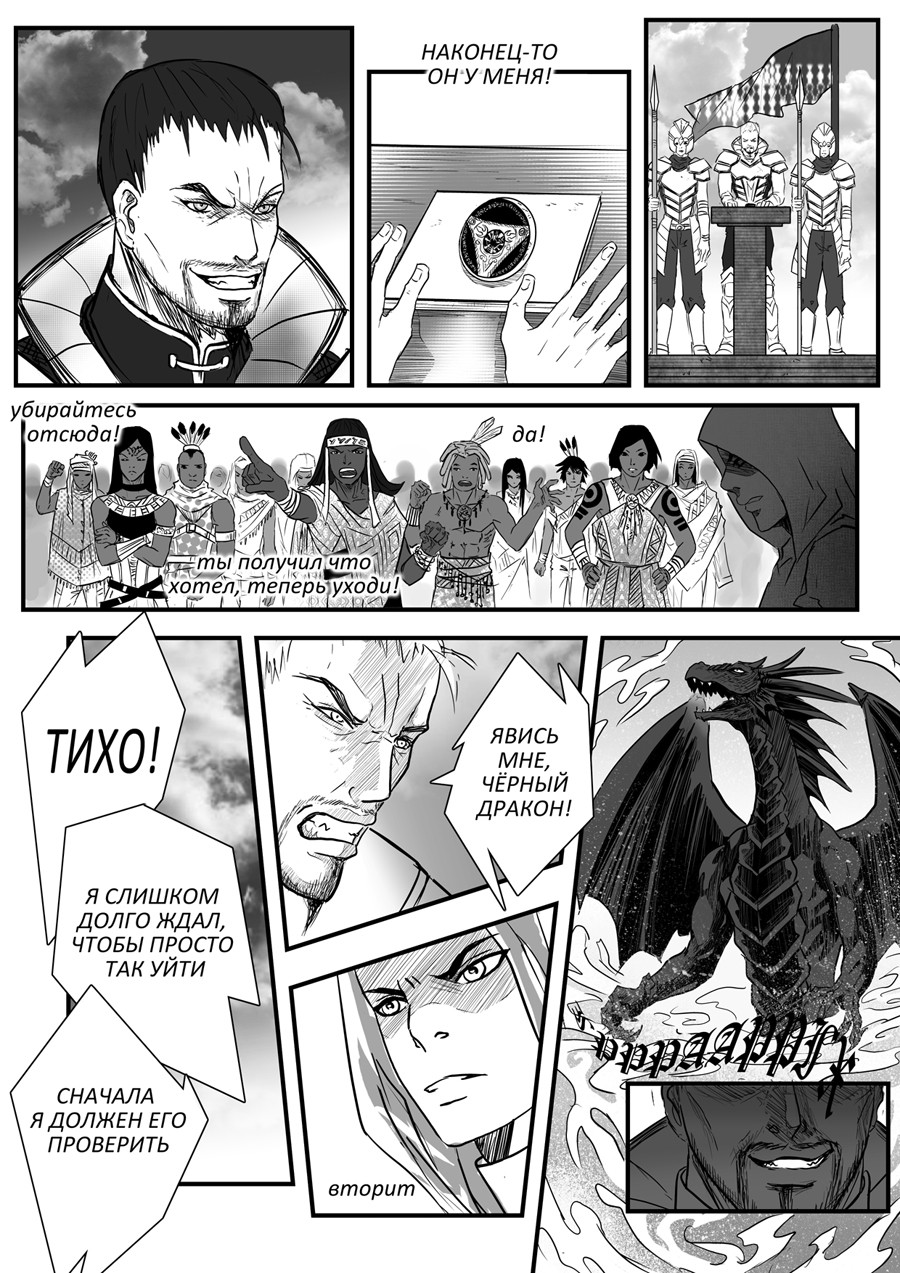 НАКОНЕЦ-ТО
ОН У МЕНЯ!
убирайтесь
отсюда!
да!
ты получил что
хотел, теперь уходи!
ТИХО!
Я СЛИШКОМ
ДОЛГО ЖДАЛ,
ЧТОБЫ ПРОСТО
ТАК УЙТИ
СНАЧАЛА
Я ДОЛЖЕН ЕГО
ПРОВЕРИТЬ
ЯВИСЬ
МНЕ,
ЧЁРНЫЙ
ДРАКОН!
вторит